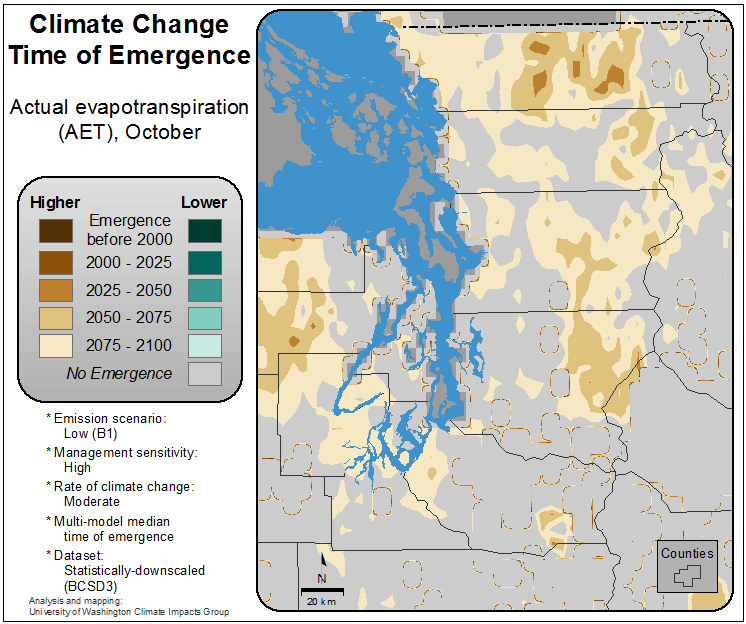 Climate Change
Time of Emergence
Actual evapotranspiration
(AET), October
Higher Lower
Emergence
before 2000
2000 - 2025
2025 - 2050
2050 - 2075
2075 - 2100
No Emergence
* Emission scenario:
Low (B1)
* Management sensitivity:
High
* Rate of climate change:
Moderate
* Multi-model median
time of emergence
* Dataset:
Statistically-downscaled
(BCSD3)
Analysis and mapping:
University of Washington Climate Impacts Group
N
20 km
Counties